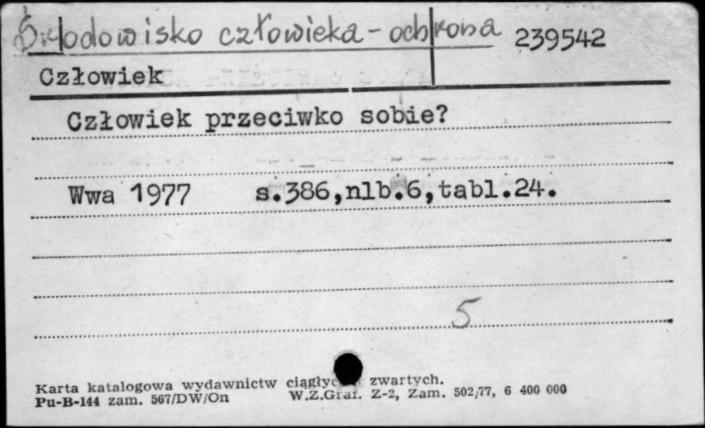 Środowisko człowieka - ochrona 239542
Człowiek
Człowiek przeciwko sobie?
Wwa 1977 s.386,nlb.6,tabl.24.
5
Karta katalogowa wydawnictw zwartych.
Pu-B-144 zam. 567/DW/On W.Z.Graf. Z-2, Zam. 502/77, 6 400 000